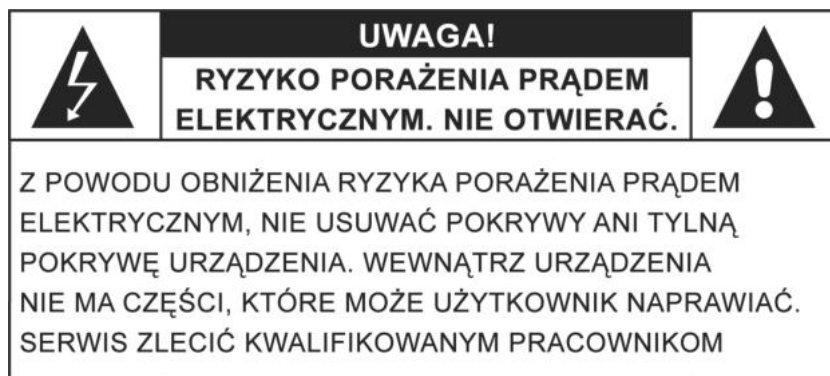 UWAGA!
RYZYKO PORAŻENIA PRĄDEM
ELEKTRYCZNYM. NIE OTWIERAĆ.
Z POWODU OBNIŻENIA RYZYKA PORAŻENIA PRĄDEM
ELEKTRYCZNYM, NIE USUWAĆ POKRYWY ANI TYLNĄ
POKRYWĘ URZĄDZENIA. WEWNĄTRZ URZĄDZENIA
NIE MA CZĘŚCI, KTÓRE MOŻE UŻYTKOWNIK NAPRAWIAĆ.
SERWIS ZLECIĆ KWALIFIKOWANYM PRACOWNIKOM